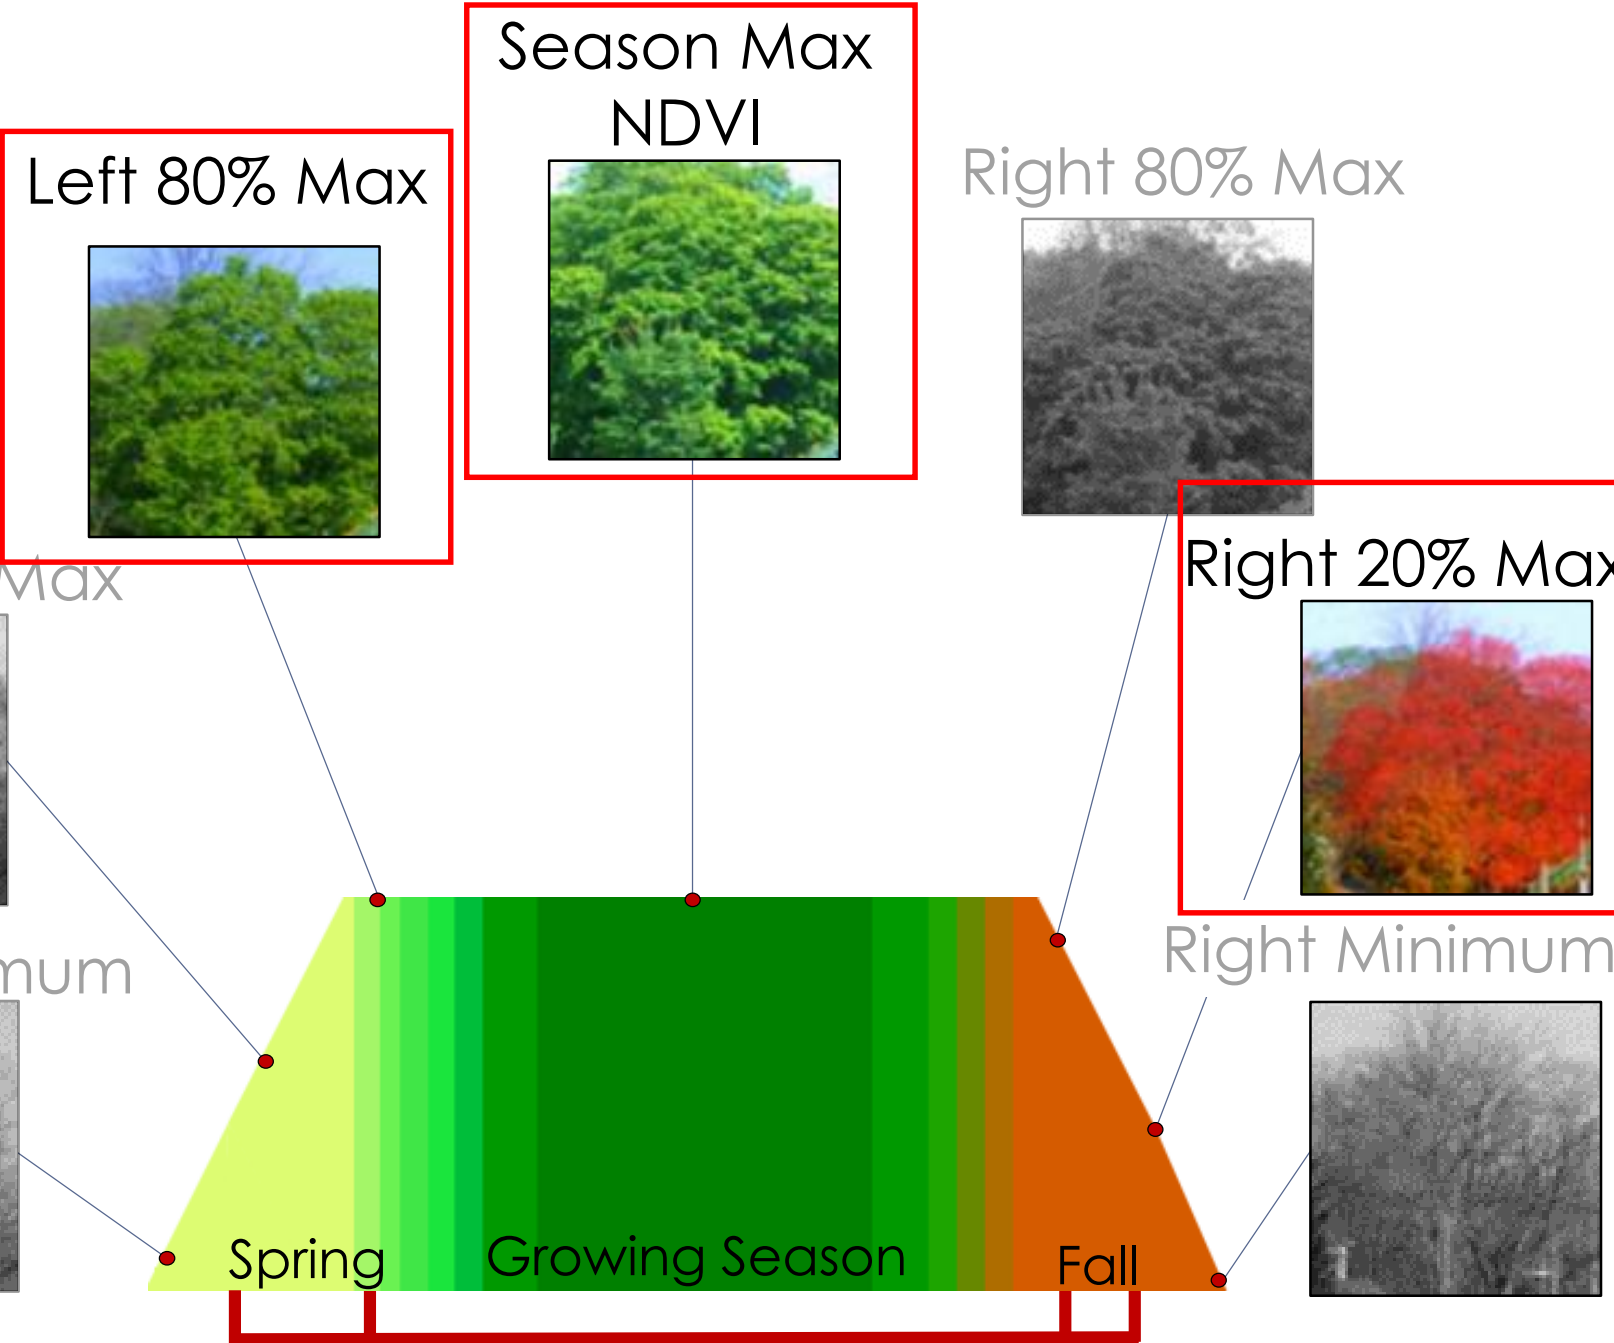 Season Max
NDVI
Left 80% Max
Right 80% Max
Max
Right 20% Max
Right Minimum
mum
Spring
Growing Season
Fall